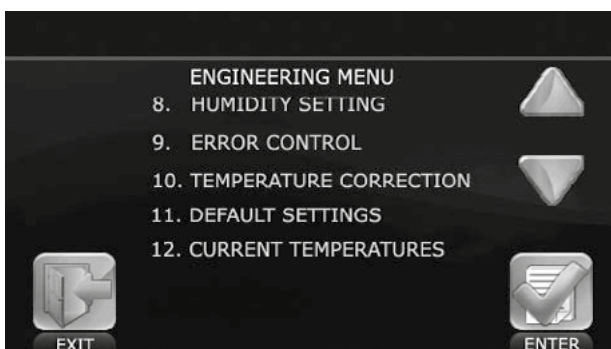 ENGINEERING MENU
8. HUMIDITY SETTING
9. ERROR CONTROL
10. TEMPERATURE CORRECTION
11. DEFAULT SETTINGS
12. CURRENT TEMPERATURES
EXIT
ENTER